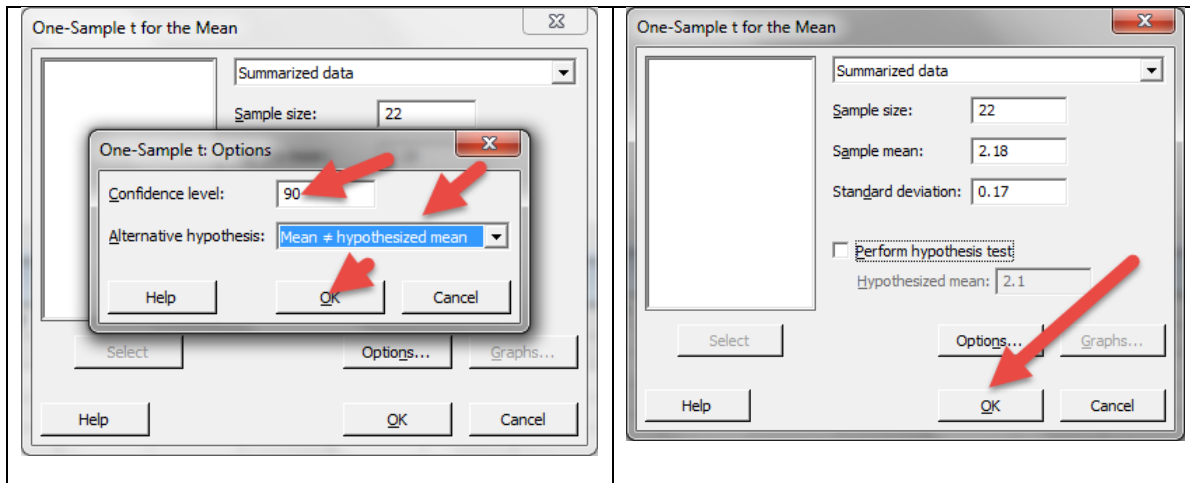 One-Sample t for the Mean
Summarized data
Sample size: 22
One-Sample t: Options
Confidence level: 90
Alternative hypothesis: Mean ≠ hypothesized mean
Help OK Cancel
Select Options... Graphs...
Help OK Cancel
One-Sample t for the Mean
Summarized data
Sample size: 22
Sample mean: 2.18
Standard deviation: 0.17
Perform hypothesis test
Hypothesized mean: 2.1
Select Options... Graphs...
Help OK Cancel